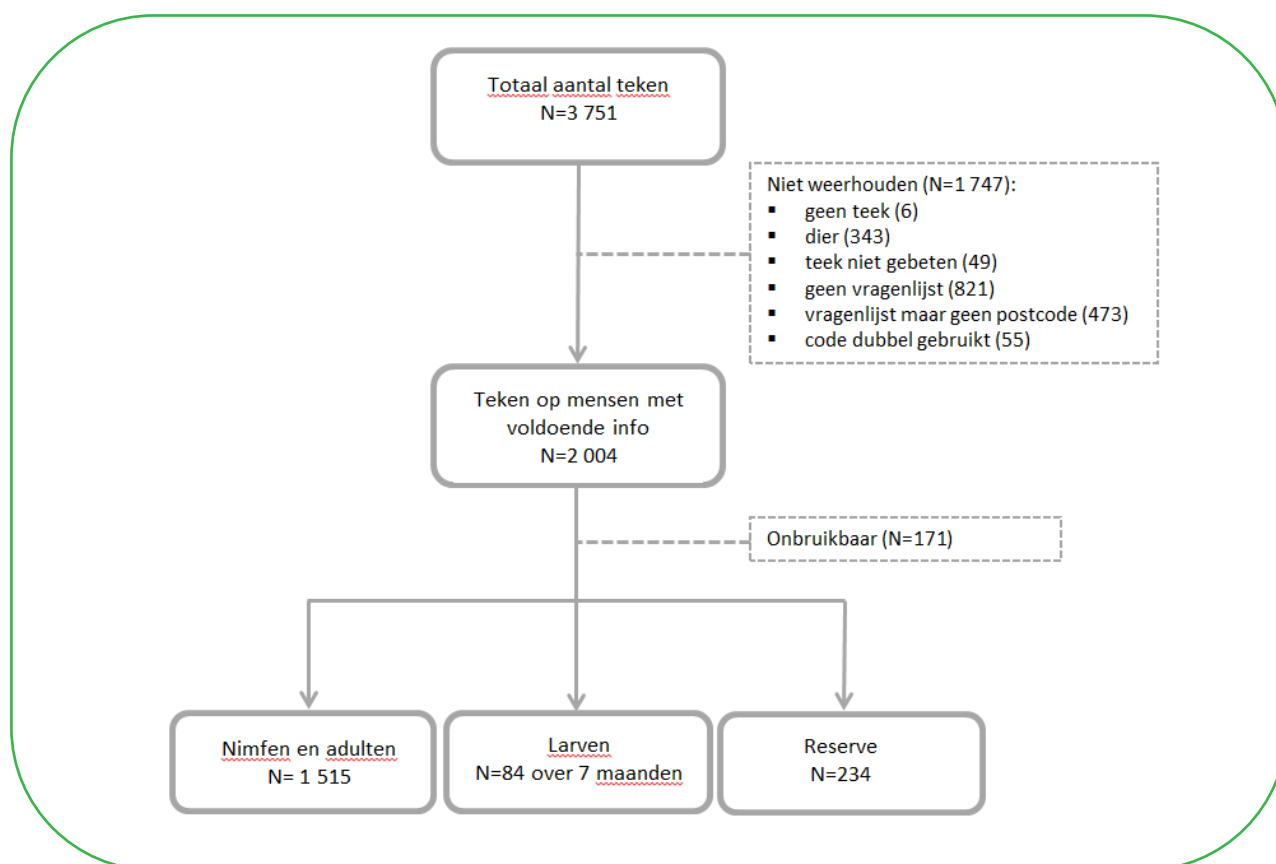 Totaal aantal teken
N=3 751
Niet weerhouden (N=1 747):
▪ geen teek (6)
▪ dier (343)
▪ teek niet gebeten (49)
▪ geen vragenlijst (821)
▪ vragenlijst maar geen postcode (473)
▪ code dubbel gebruikt (55)
Teken op mensen met
voldoende info
N=2 004
Onbruikbaar (N=171)
Nimfen en adulten
N= 1 515
Larven
N=84 over 7 maanden
Reserve
N=234